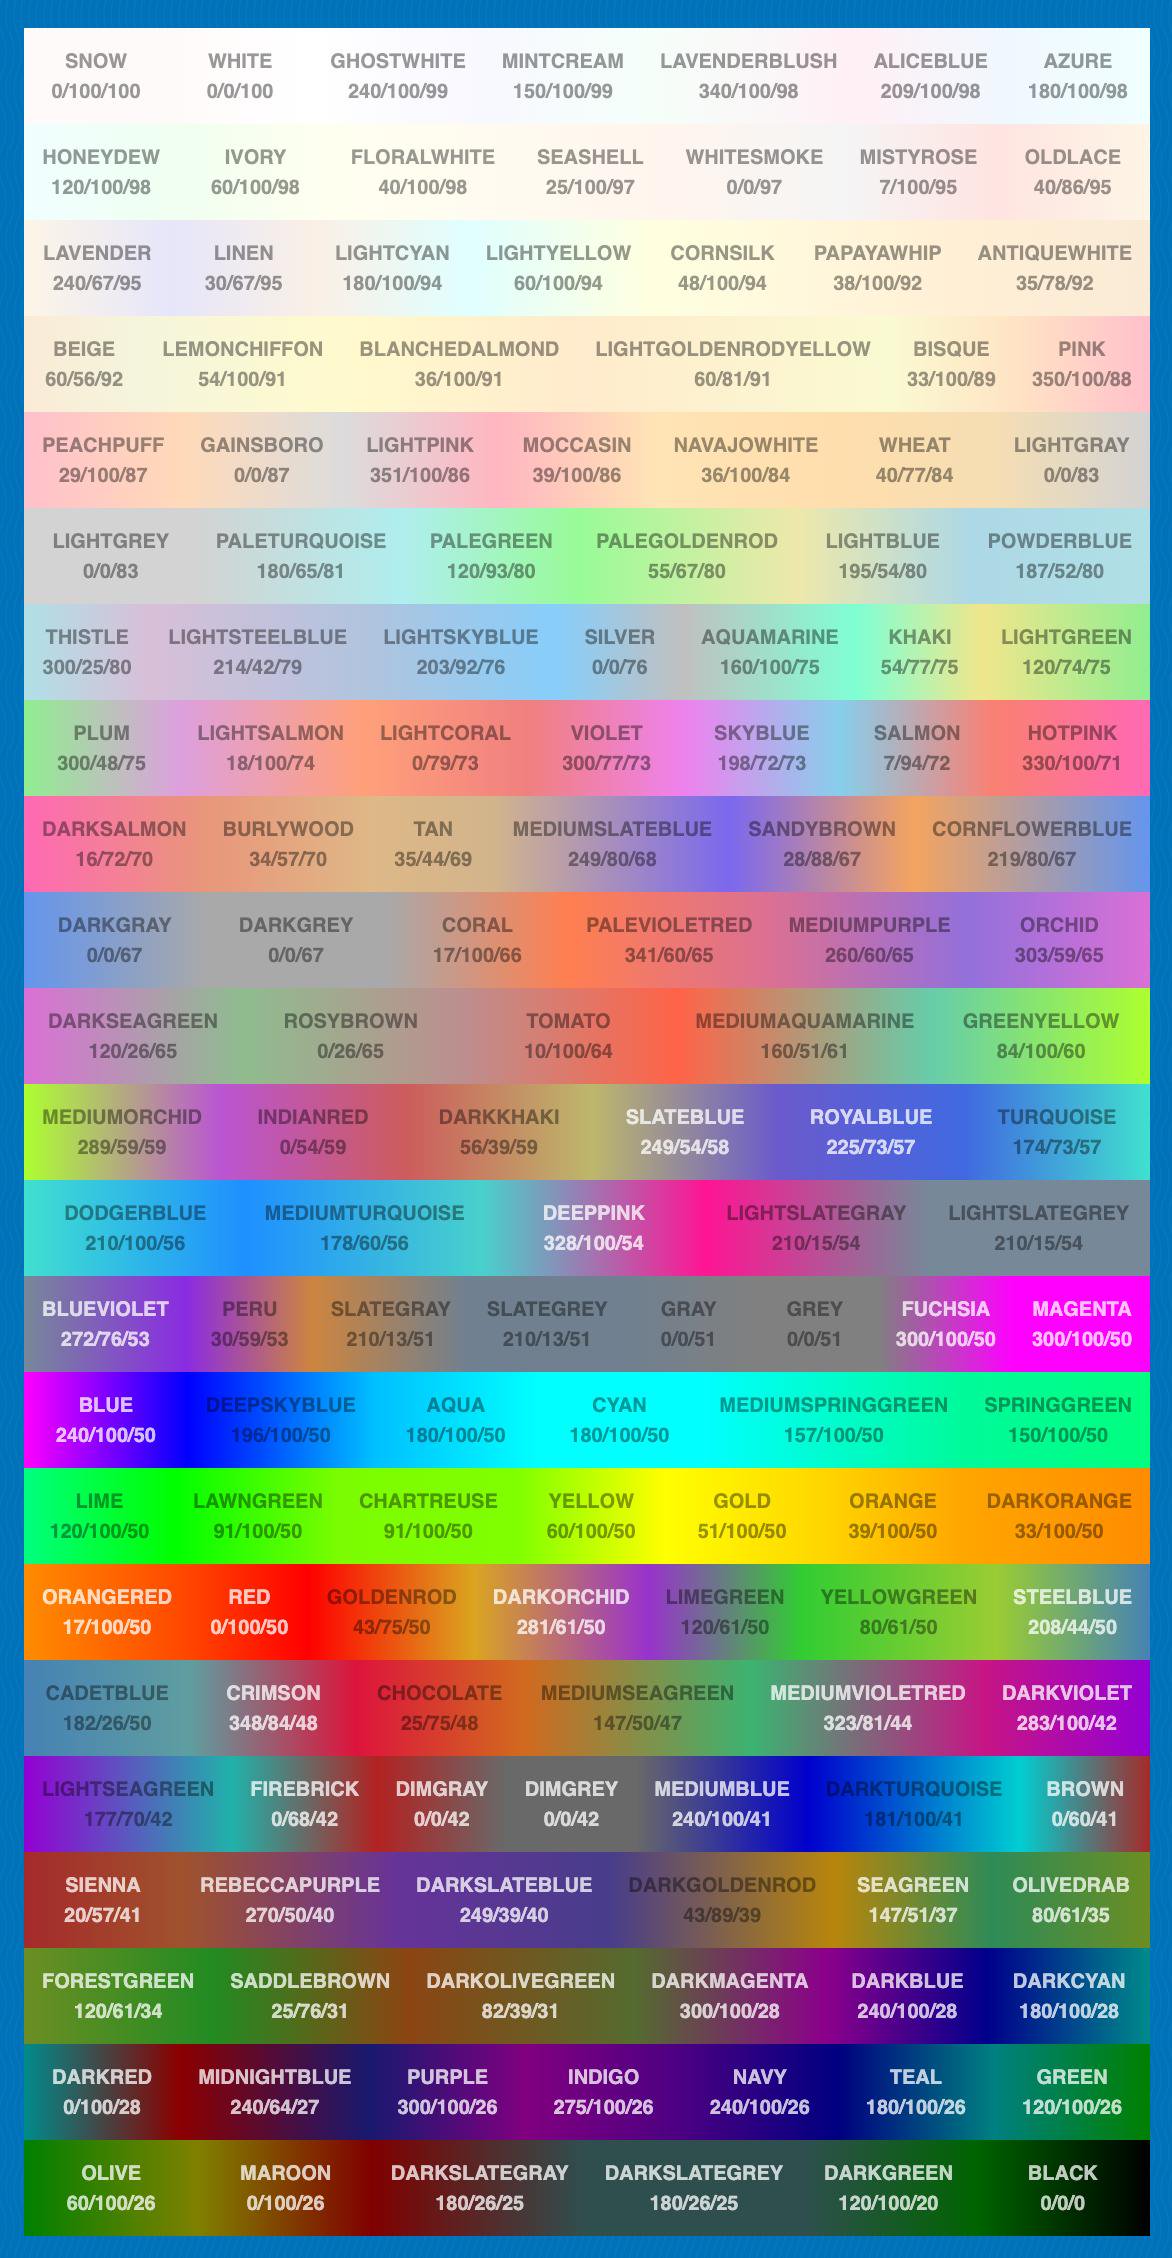 SNOW WHITE GHOSTWHITE MINTCREAM LAVENDERBLUSH ALICEBLUE AZURE
0/100/100 0/0/100 240/100/99 150/100/99 340/100/98 209/100/98 180/100/98
HONEYDEW IVORY FLORALWHITE SEASHELL WHITESMOKE MISTYROSE OLDLACE
120/100/98 60/100/98 40/100/98 25/100/97 0/0/97 7/100/95 40/86/95
LAVENDER LINEN LIGHTCYAN LIGHTYELLOW CORNSILK PAPAYAWHIP ANTIQUEWHITE
240/67/95 30/67/95 180/100/94 60/100/94 48/100/94 38/100/92 35/78/92
BEIGE LEMONCHIFFON BLANCHEDALMOND LIGHTGOLDENRODYELLOW BISQUE PINK
60/56/92 54/100/91 36/100/91 60/81/91 33/100/89 350/100/88
PEACHPUFF GAINSBORO LIGHTPINK MOCCASIN NAVAJOWHITE WHEAT LIGHTGRAY
29/100/87 0/0/87 351/100/86 39/100/86 36/100/84 40/77/84 0/0/83
LIGHTGREY PALETURQUOISE PALEGREEN PALEGOLDENROD LIGHTBLUE POWDERBLUE
0/0/83 180/65/81 120/93/80 55/67/80 195/54/80 187/52/80
THISTLE LIGHTSTEELBLUE LIGHTSKYBLUE SILVER AQUAMARINE KHAKI LIGHTGREEN
300/25/80 214/42/79 203/92/76 0/0/76 160/100/75 54/77/75 120/74/75
PLUM LIGHTSALMON LIGHTCORAL VIOLET SKYBLUE SALMON HOTPINK
300/48/75 18/100/74 0/79/73 300/77/73 198/72/73 7/94/72 330/100/71
DARKSALMON BURLYWOOD TAN MEDIUMSLATEBLUE SANDYBROWN CORNFLOWERBLUE
16/72/70 34/57/70 35/44/69 249/80/68 28/88/67 219/80/67
DARKGRAY DARKGREY CORAL PALEVIOLETRED MEDIUMPURPLE ORCHID
0/0/67 0/0/67 17/100/66 341/60/65 260/60/65 303/59/65
DARKSEAGREEN ROSYBROWN TOMATO MEDIUMAQUAMARINE GREENYELLOW
120/26/65 0/26/65 10/100/64 160/51/61 84/100/60
MEDIUMORCHID INDIANRED DARKKHAKI SLATEBLUE ROYALBLUE TURQUOISE
289/59/59 0/54/59 56/39/59 249/54/58 225/73/57 174/73/57
DODGERBLUE MEDIUMTURQUOISE DEEPPINK LIGHTSLATEGRAY LIGHTSLATEGREY
210/100/56 178/60/56 328/100/54 210/15/54 210/15/54
BLUEVIOLET PERU SLATEGRAY SLATEGREY GRAY GREY FUCHSIA MAGENTA
272/76/53 30/59/53 210/13/51 210/13/51 0/0/51 0/0/51 300/100/50 300/100/50
BLUE DEEPSKYBLUE AQUA CYAN MEDIUMSPRINGGREEN SPRINGGREEN
240/100/50 196/100/50 180/100/50 180/100/50 157/100/50 150/100/50
LIME LAWNGREEN CHARTREUSE YELLOW GOLD ORANGE DARKORANGE
120/100/50 91/100/50 91/100/50 60/100/50 51/100/50 39/100/50 33/100/50
ORANGERED RED GOLDENROD DARKORCHID LIMEGREEN YELLOWGREEN STEELBLUE
17/100/50 0/100/50 43/75/50 281/61/50 120/61/50 80/61/50 208/44/50
CADETBLUE CRIMSON CHOCOLATE MEDIUMSEAGREEN MEDIUMVIOLETRED DARKVIOLET
182/26/50 348/84/48 25/75/48 147/50/47 323/81/44 283/100/42
LIGHTSEAGREEN FIREBRICK DIMGRAY DIMGREY MEDIUMBLUE DARKTURQUOISE BROWN
177/70/42 0/68/42 0/0/42 0/0/42 240/100/41 181/100/41 0/60/41
SIENNA REBECCAPURPLE DARKSLATEBLUE DARKGOLDENROD SEAGREEN OLIVEDRAB
20/57/41 270/50/40 249/39/40 43/89/39 147/51/37 80/61/35
FORESTGREEN SADDLEBROWN DARKOLIVEGREEN DARKMAGENTA DARKBLUE DARKCYAN
120/61/34 25/76/31 82/39/31 300/100/28 240/100/28 180/100/28
DARKRED MIDNIGHTBLUE PURPLE INDIGO NAVY TEAL GREEN
0/100/28 240/64/27 300/100/26 275/100/26 240/100/26 180/100/26 120/100/26
OLIVE MAROON DARKSLATEGRAY DARKSLATEGREY DARKGREEN BLACK
60/100/26 0/100/26 180/26/25 180/26/25 120/100/20 0/0/0